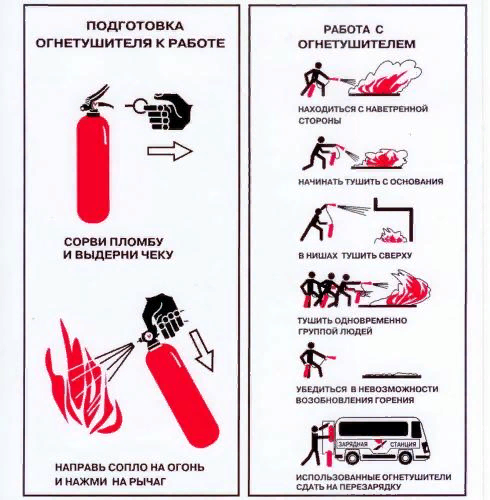 ПОДГОТОВКА
ОГНЕТУШИТЕЛЯ К РАБОТЕ
СОРВИ ПЛОМБУ
И ВЫДЕРНИ ЧЕКУ
НАПРАВЬ СОПЛО НА ОГОНЬ
И НАЖМИ НА РЫЧАГ
РАБОТА С
ОГНЕТУШИТЕЛЕМ
НАХОДИТЬСЯ С НАВЕТРЕННОЙ
СТОРОНЫ
НАЧИНАТЬ ТУШИТЬ С ОСНОВАНИЯ
В НИШАХ ТУШИТЬ СВЕРХУ
ТУШИТЬ ОДНОВРЕМЕННО
ГРУППОЙ ЛЮДЕЙ
УБЕДИТЬСЯ В НЕВОЗМОЖНОСТИ
ВОЗОБНОВЛЕНИЯ ГОРЕНИЯ
ЗАРЯДНАЯ СТАНЦИЯ
ИСПОЛЬЗОВАННЫЕ ОГНЕТУШИТЕЛИ
СДАТЬ НА ПЕРЕЗАРЯДКУ